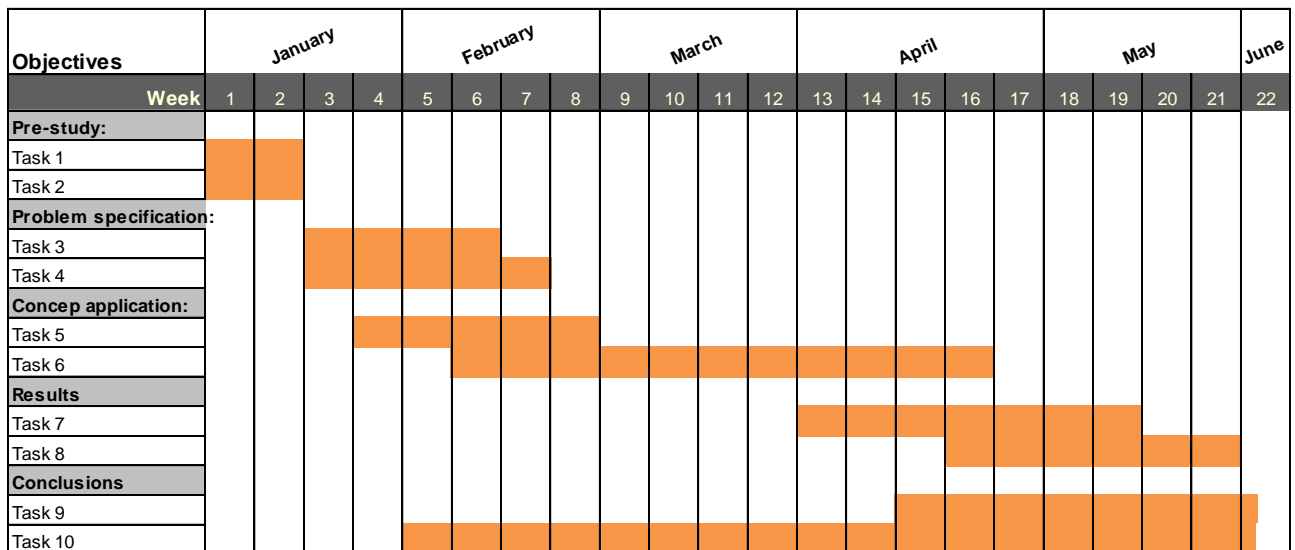 Objectives January February March April May June
Week 1 2 3 4 5 6 7 8 9 10 11 12 13 14 15 16 17 18 19 20 21 22
Pre-study:
Task 1
Task 2
Problem specification:
Task 3
Task 4
Concep application:
Task 5
Task 6
Results
Task 7
Task 8
Conclusions
Task 9
Task 10